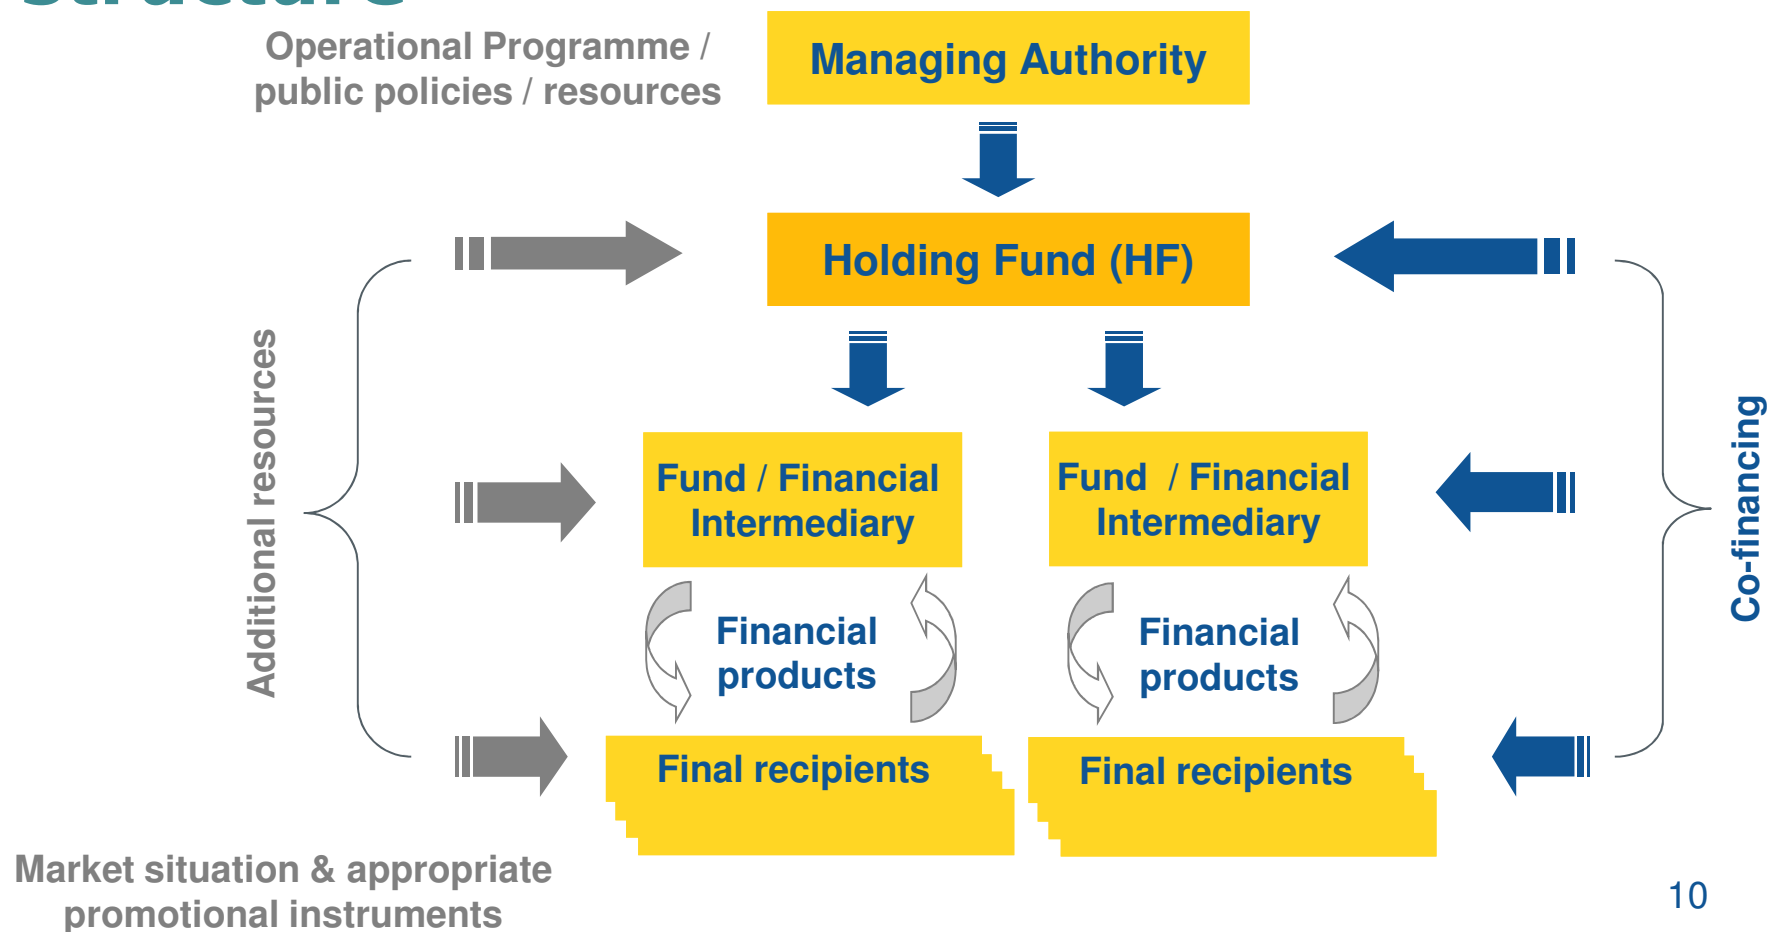 structure
Operational Programme /
public policies / resources
Managing Authority
Holding Fund (HF)
Additional resources
Fund / Financial
Intermediary
Fund / Financial
Intermediary
Co-financing
Financial
products
Financial
products
Final recipients
Final recipients
Market situation & appropriate
promotional instruments
10